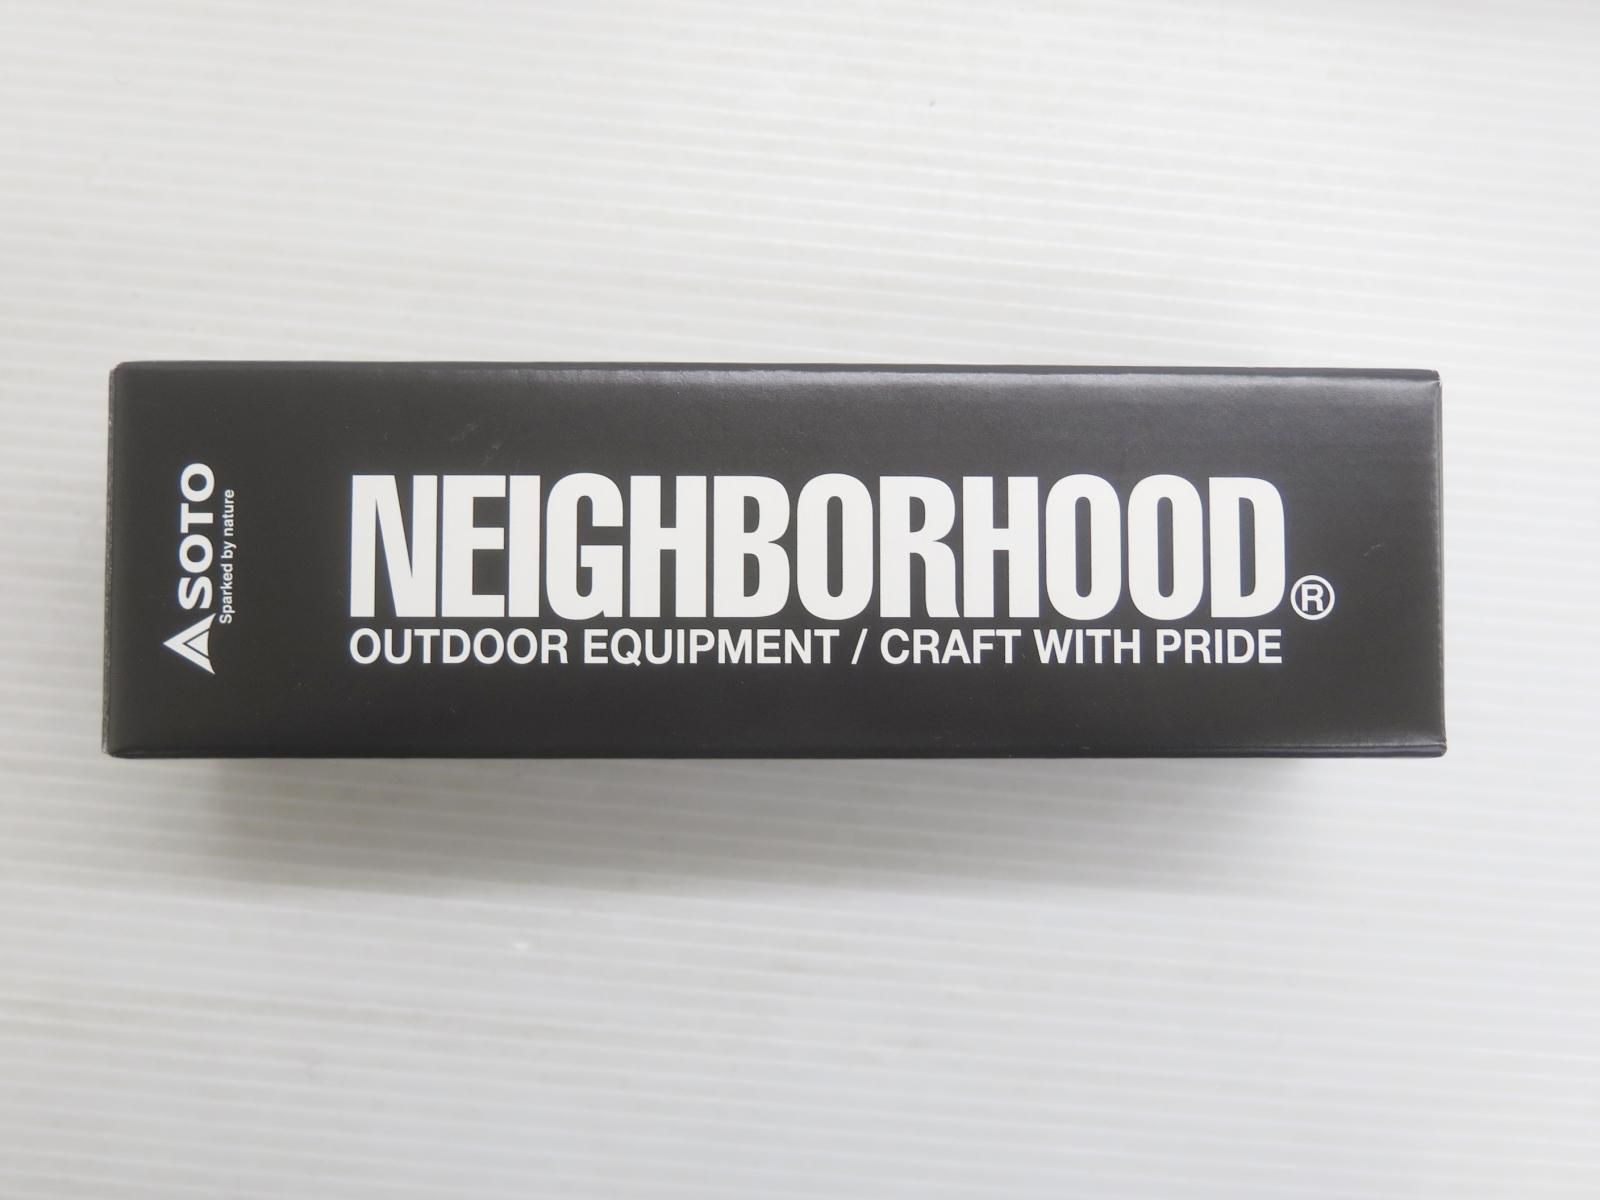 SOTO
Sparked by nature
NEIGHBORHOOD®
OUTDOOR EQUIPMENT / CRAFT WITH PRIDE